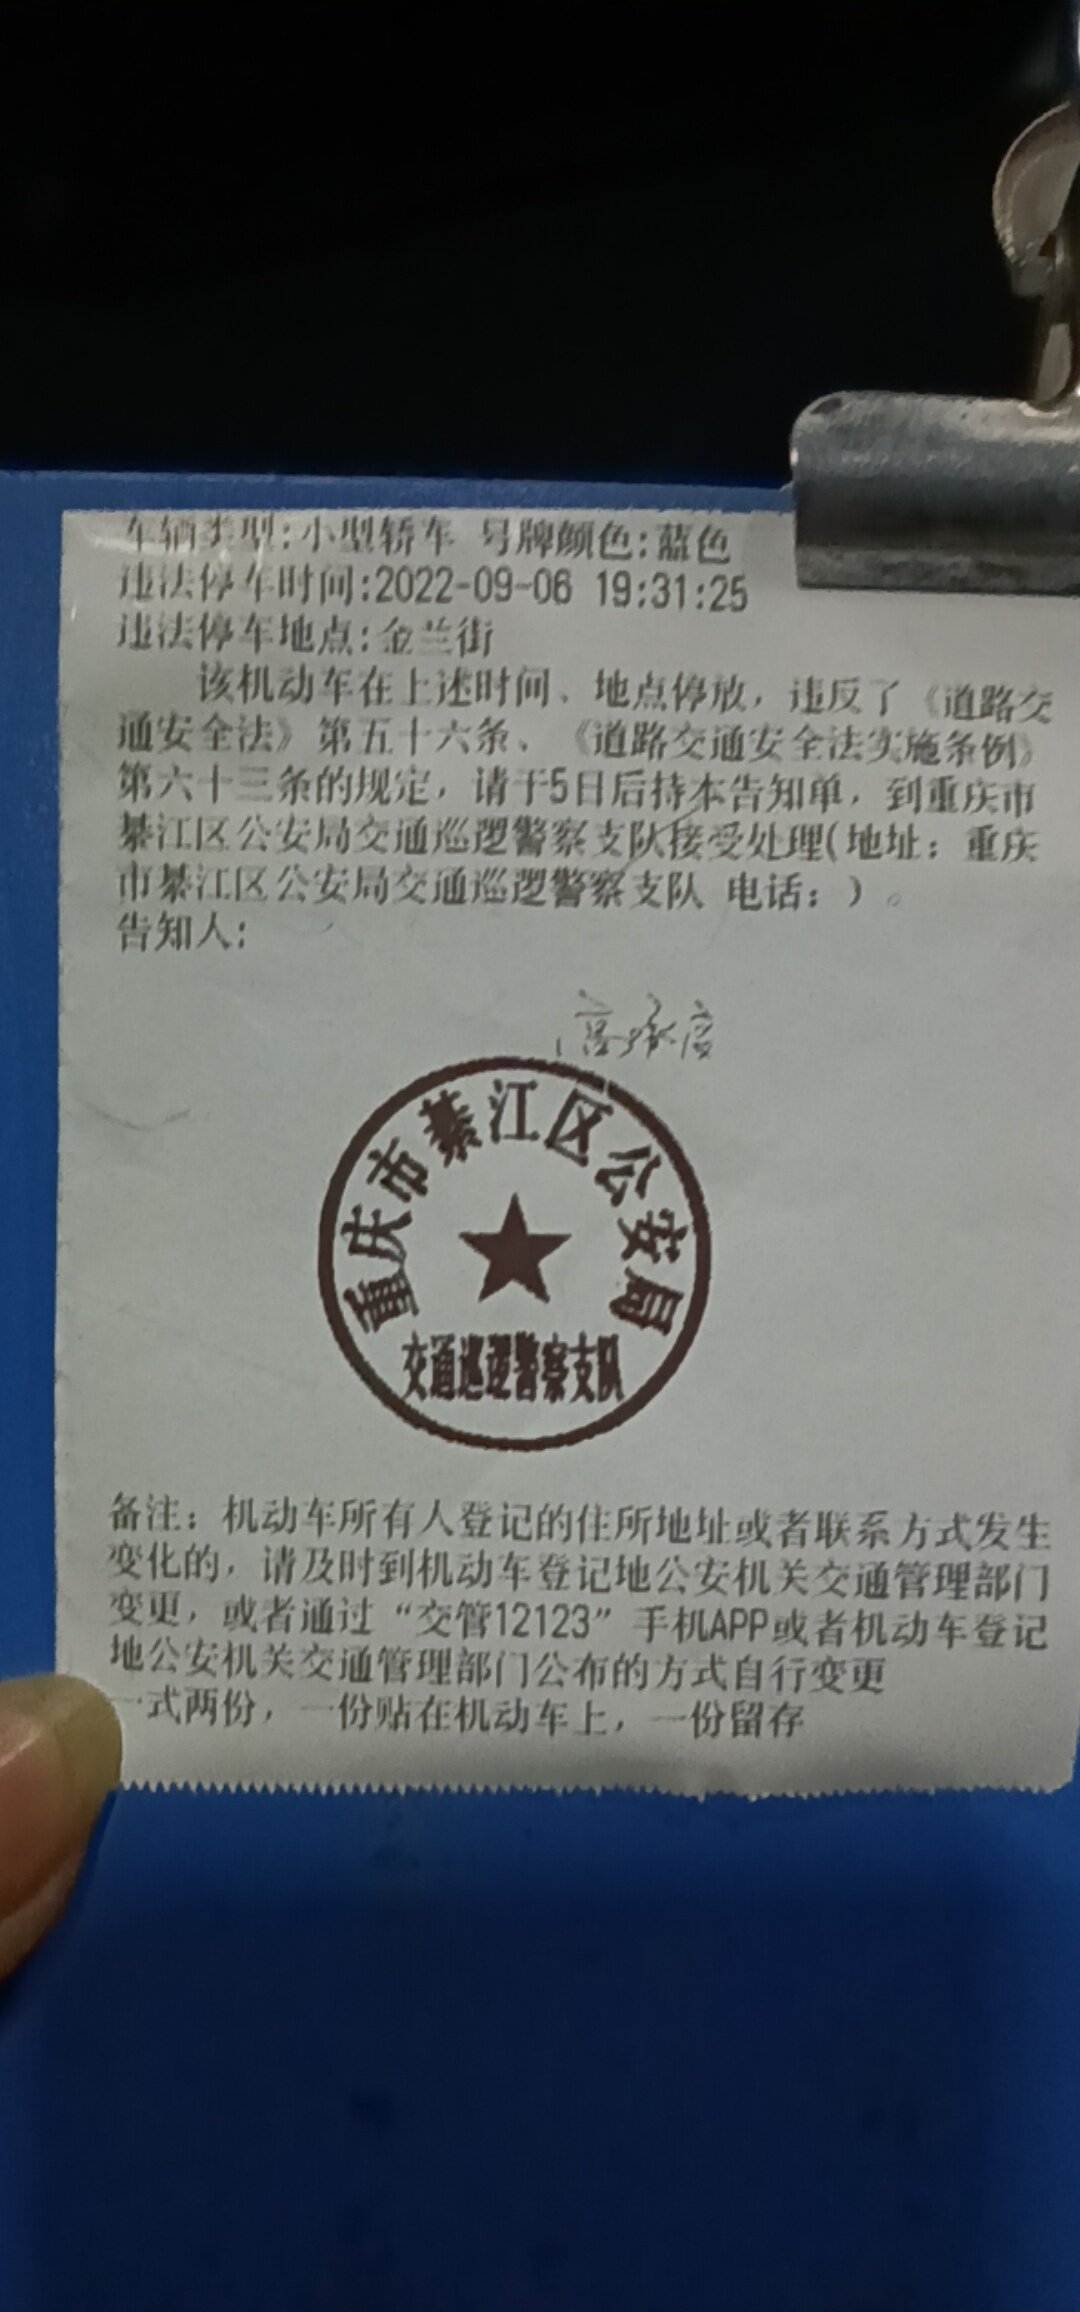 车辆类型:小型轿车 号牌颜色:蓝色
违法停车时间:2022-09-06 19:31:25
违法停车地点:金兰街
该机动车在上述时间、地点停放，违反了《道路交
通安全法》第五十六条、《道路交通安全法实施条例》
第六十三条的规定，请于5日后持本告知单，到重庆市
綦江区公安局交通巡逻警察支队接受处理(地址：重庆
市綦江区公安局交通巡逻警察支队 电话：）。
告知人:
重庆市綦江区公安局
交通巡逻警察支队
备注：机动车所有人登记的住所地址或者联系方式发生
变化的，请及时到机动车登记地公安机关交通管理部门
变更，或者通过“交管12123”手机APP或者机动车登记
地公安机关交通管理部门公布的方式自行变更
一式两份，一份贴在机动车上，一份留存